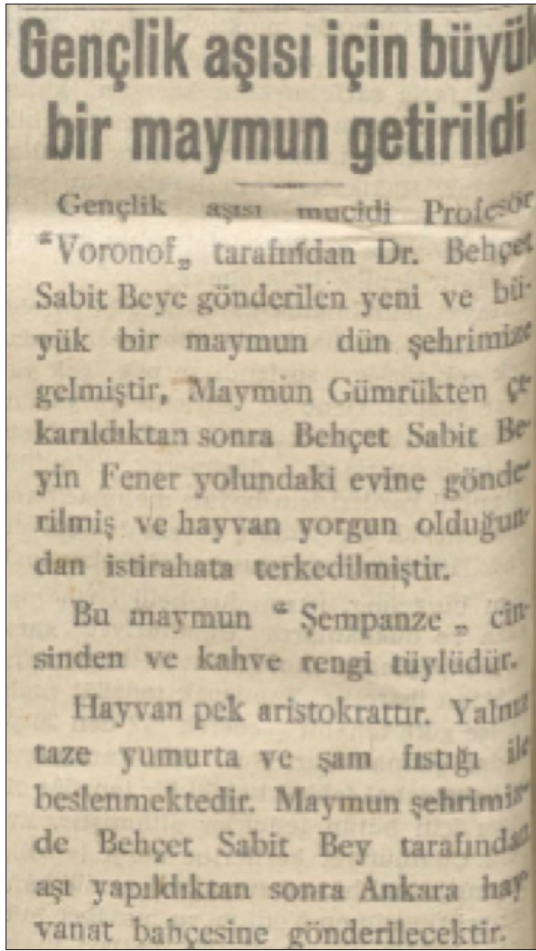 Gençlik aşısı için büyük
bir maymun getirildi
Gençlik aşısı mucidi Profesör
“Voronof„ tarafından Dr. Behçet
Sabit Beye gönderilen yeni ve bü-
yük bir maymun dün şehrimize
gelmiştir, Maymun Gümrükten çı-
karıldıktan sonra Behçet Sabit Be-
yin Fener yolundaki evine gönde-
rilmiş ve hayvan yorgun olduğun-
dan istirahata terkedilmiştir.
Bu maymun “ Şempanze „ cin-
sinden ve kahve rengi tüylüdür.
Hayvan pek aristokrattır. Yalnız
taze yumurta ve şam fıstığı ile
beslenmektedir. Maymun şehrimiz-
de Behçet Sabit Bey tarafından
aşı yapıldıktan sonra Ankara hay-
vanat bahçesine gönderilecektir.